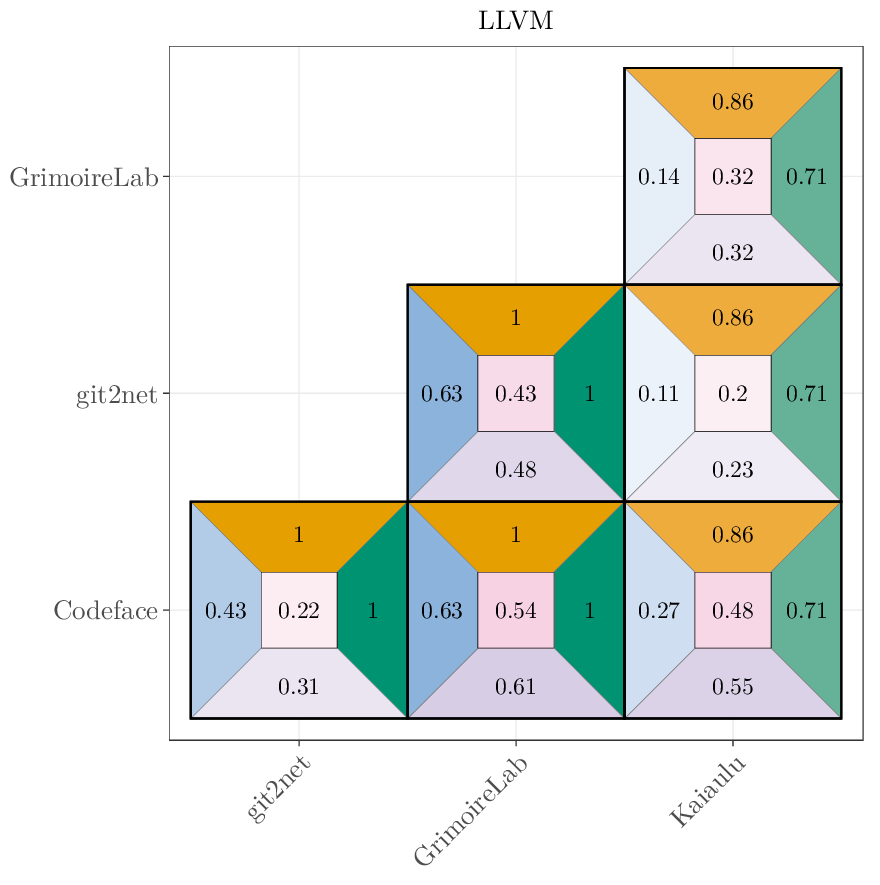 LLVM
0.86
GrimoireLab 0.14 0.32 0.71
0.32
1 0.86
git2net 0.63 0.43 1 0.11 0.2 0.71
0.48 0.23
1 1 0.86
Codeface 0.43 0.22 1 0.63 0.54 1 0.27 0.48 0.71
0.31 0.61 0.55
git2net GrimoireLab Kaiaulu